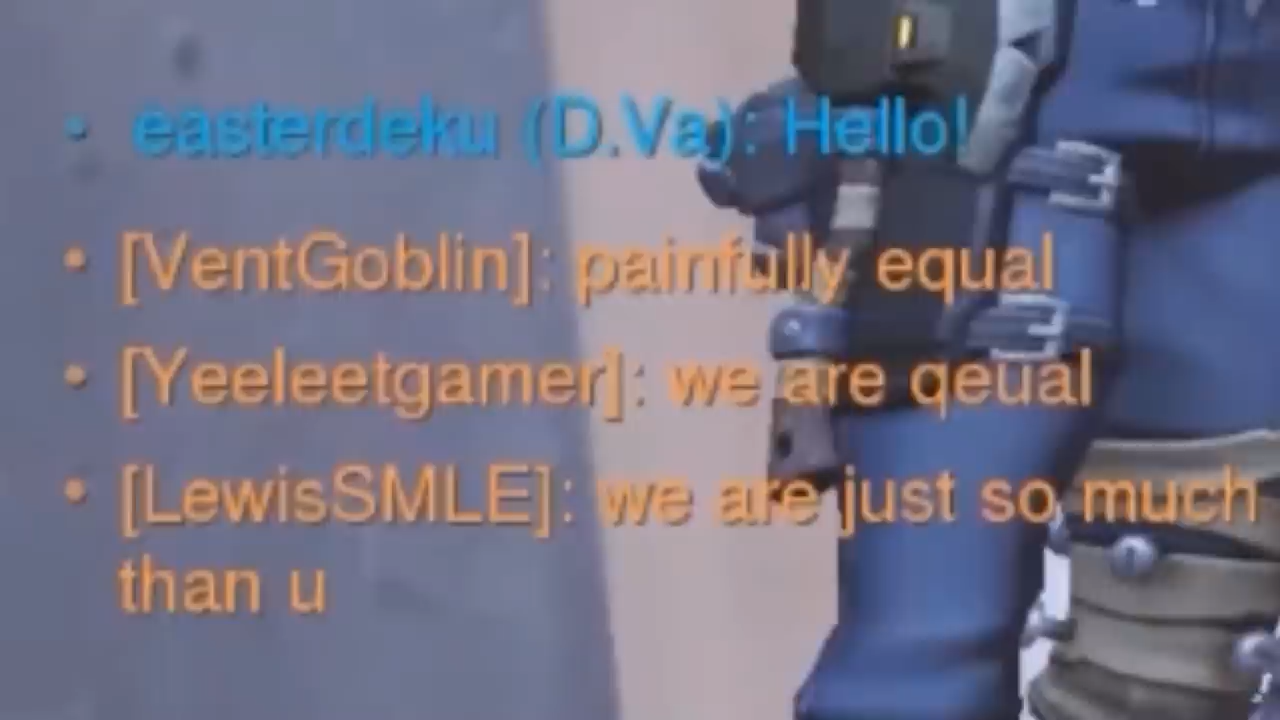 • easterdeku (D.Va): Hello!
• [VentGoblin]: painfully equal
• [Yeeleetgamer]: we are qeual
• [LewisSMLE]: we are just so much
than u